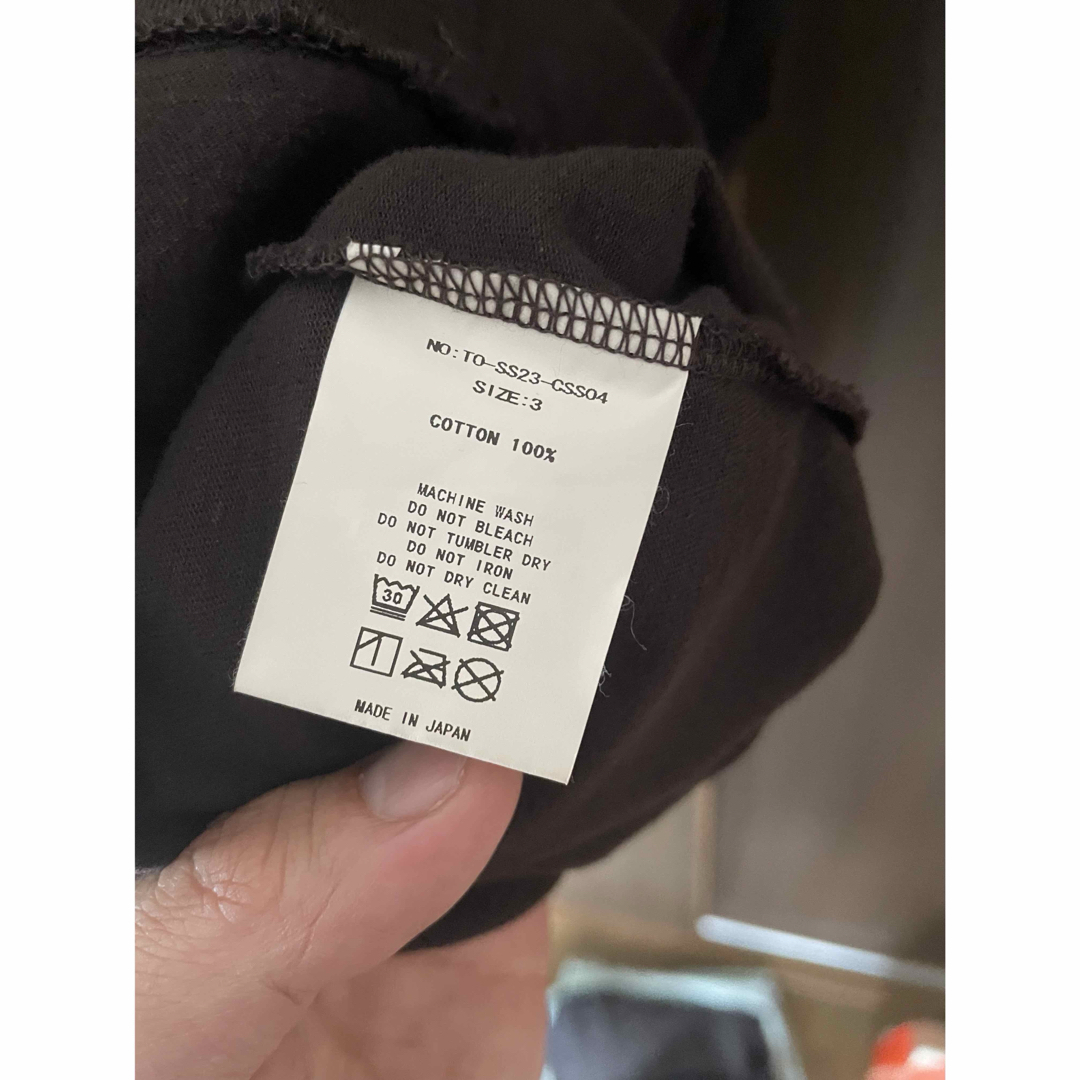 NO:TO-SS23-CSS04
SIZE:3
COTTON 100%
MACHINE WASH
DO NOT BLEACH
DO NOT TUMBLER DRY
DO NOT IRON
DO NOT DRY CLEAN
30
MADE IN JAPAN